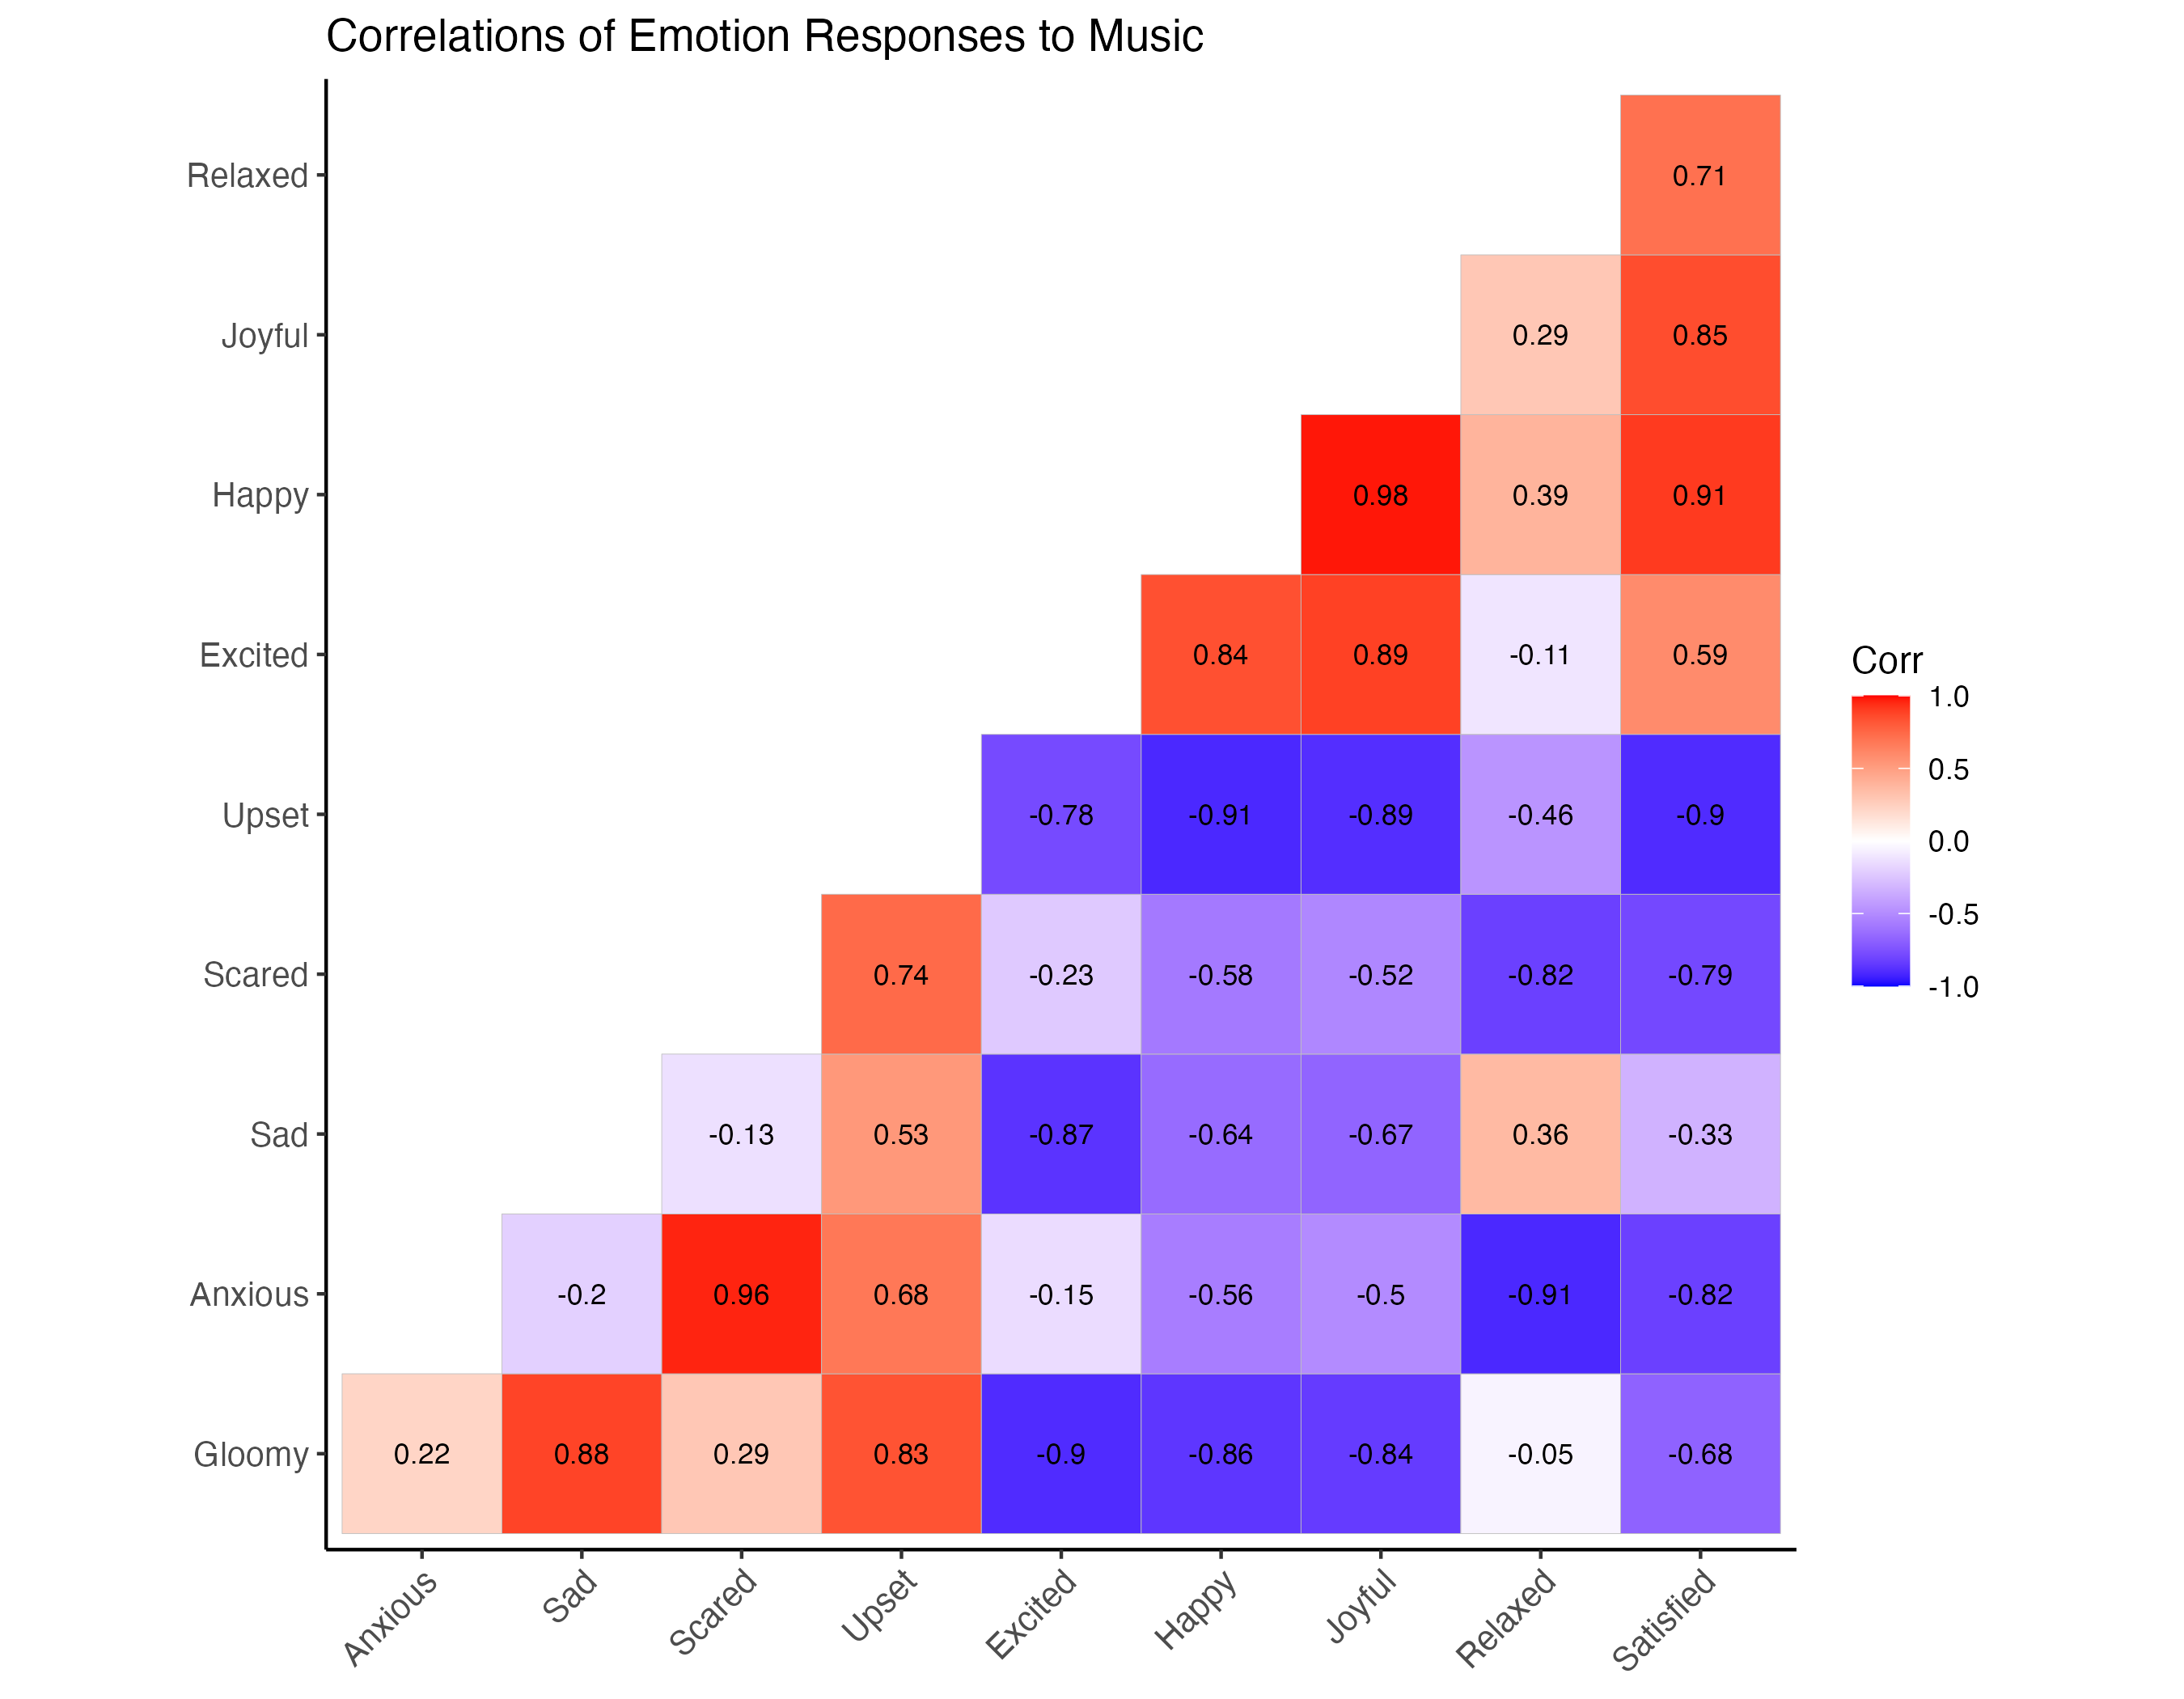 Correlations of Emotion Responses to Music
Relaxed 0.71
Joyful 0.29 0.85
Happy 0.98 0.39 0.91
Excited 0.84 0.89 -0.11 0.59
Upset -0.78 -0.91 -0.89 -0.46 -0.9
Scared 0.74 -0.23 -0.58 -0.52 -0.82 -0.79
Sad -0.13 0.53 -0.87 -0.64 -0.67 0.36 -0.33
Anxious -0.2 0.96 0.68 -0.15 -0.56 -0.5 -0.91 -0.82
Gloomy 0.22 0.88 0.29 0.83 -0.9 -0.86 -0.84 -0.05 -0.68
Anxious Sad Scared Upset Excited Happy Joyful Relaxed Satisfied
Corr
1.0
0.5
0.0
-0.5
-1.0